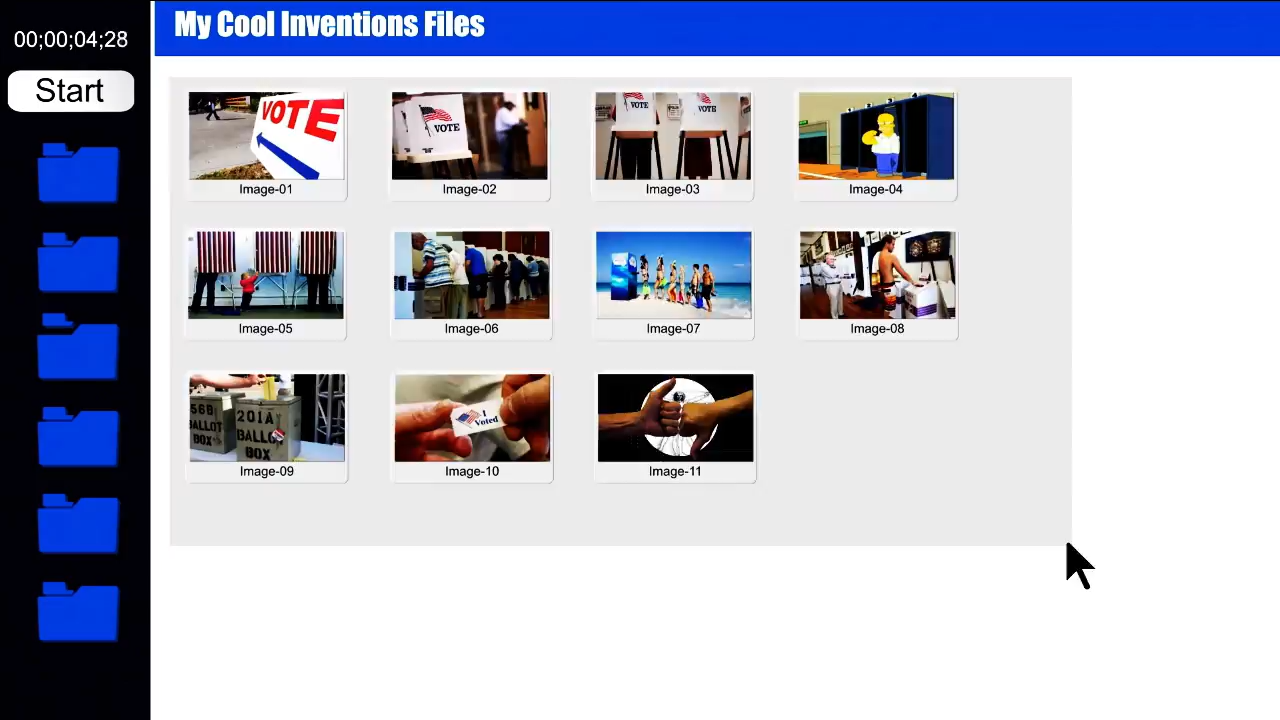 My Cool Inventions Files
00;00;04;28
Start
VOTE
VOTE
VOTE
VOTE
Image-01
Image-02
Image-03
Image-04
Image-05
Image-06
Image-07
Image-08
56B
BALLOT
BOX
201A
BALLO
BOX
I
Voted
Image-09
Image-10
Image-11